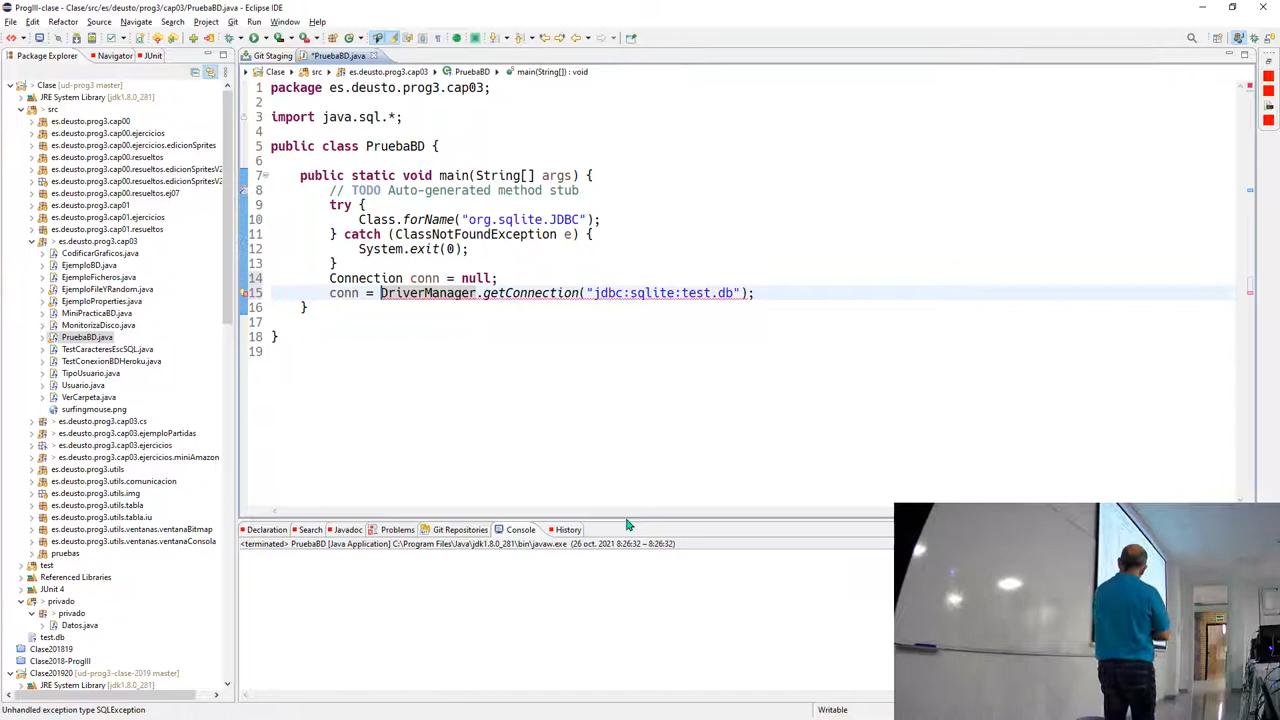 ProgIII-clase - Clase/src/es/deusto/prog3/cap03/PruebaBD.java - Eclipse IDE
File Edit Refactor Source Navigate Search Project Git Run Window Help
Package Explorer Navigator JUnit
Clase [ud-prog3 master]
JRE System Library [jdk1.8.0_281]
src
es.deusto.prog3.cap00
es.deusto.prog3.cap00.ejercicios
es.deusto.prog3.cap00.ejercicios.edicionSprites
es.deusto.prog3.cap00.resueltos
es.deusto.prog3.cap00.resueltos.edicionSpritesV2
es.deusto.prog3.cap00.resueltos.ej07
es.deusto.prog3.cap01
es.deusto.prog3.cap01.ejercicios
es.deusto.prog3.cap01.resueltos
> es.deusto.prog3.cap03
CodificarGraficos.java
EjemploBD.java
EjemploFicheros.java
EjemploFileYRandom.java
EjemploProperties.java
MiniPracticaBD.java
MonitorizaDisco.java
PruebaBD.java
TestCaracteresEscSQL.java
TestConexionBDHeroku.java
TipoUsuario.java
Usuario.java
VerCarpeta.java
surfingmouse.png
es.deusto.prog3.cap03.cs
> es.deusto.prog3.cap03.ejemploPartidas
> es.deusto.prog3.cap03.ejercicios
> es.deusto.prog3.cap03.ejercicios.miniAmazon
es.deusto.prog3.utils
es.deusto.prog3.utils.comunicacion
es.deusto.prog3.utils.img
es.deusto.prog3.utils.tabla
es.deusto.prog3.utils.tabla.iu
es.deusto.prog3.utils.ventanas.ventanaBitmap
es.deusto.prog3.utils.ventanas.ventanaConsola
pruebas
test
Referenced Libraries
JUnit 4
> privado
> privado
Datos.java
test.db
Clase201819
Clase2018-ProgIII
Clase201920 [ud-prog3-clase-2019 master]
JRE System Library [jdk1.8.0_281]
Git Staging *PruebaBD.java
Clase src es.deusto.prog3.cap03 PruebaBD main(String[]) : void
1 package es.deusto.prog3.cap03;
2
3 import java.sql.*;
4
5 public class PruebaBD {
6
7 public static void main(String[] args) {
8 // TODO Auto-generated method stub
9 try {
10 Class.forName("org.sqlite.JDBC");
11 } catch (ClassNotFoundException e) {
12 System.exit(0);
13 }
14 Connection conn = null;
15 conn = DriverManager.getConnection("jdbc:sqlite:test.db");
16 }
17
18 }
19
Declaration Search Javadoc Problems Git Repositories Console History
<terminated> PruebaBD [Java Application] C:\Program Files\Java\jdk1.8.0_281\bin\javaw.exe (26 oct. 2021 8:26:32 – 8:26:32)
Unhandled exception type SQLException Writable